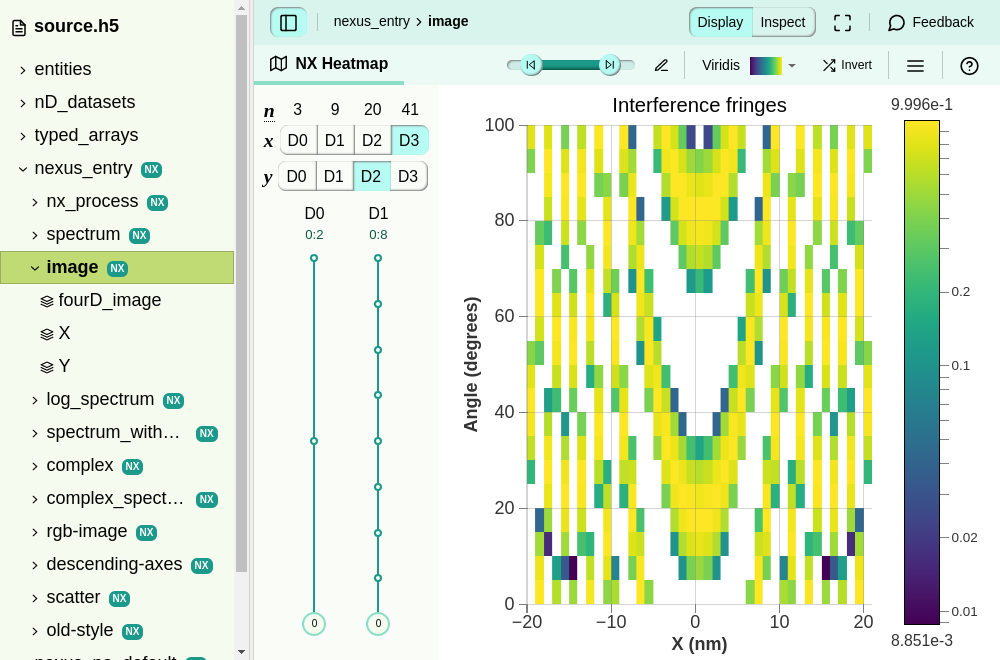 source.h5
entities
nD_datasets
typed_arrays
nexus_entry NX
nx_process NX
spectrum NX
image NX
fourD_image
X
Y
log_spectrum NX
spectrum_with… NX
complex NX
complex_spect… NX
rgb-image NX
descending-axes NX
scatter NX
old-style NX
nexus_entry > image
Display
Inspect
Feedback
NX Heatmap
Viridis
Invert
n 3 9 20 41
x D0 D1 D2 D3
y D0 D1 D2 D3
D0 D1
0:2 0:8
0 0
Interference fringes
Angle (degrees)
100
80
60
40
20
0
−20 −10 0 10 20
X (nm)
9.996e-1
0.2
0.1
0.02
0.01
8.851e-3